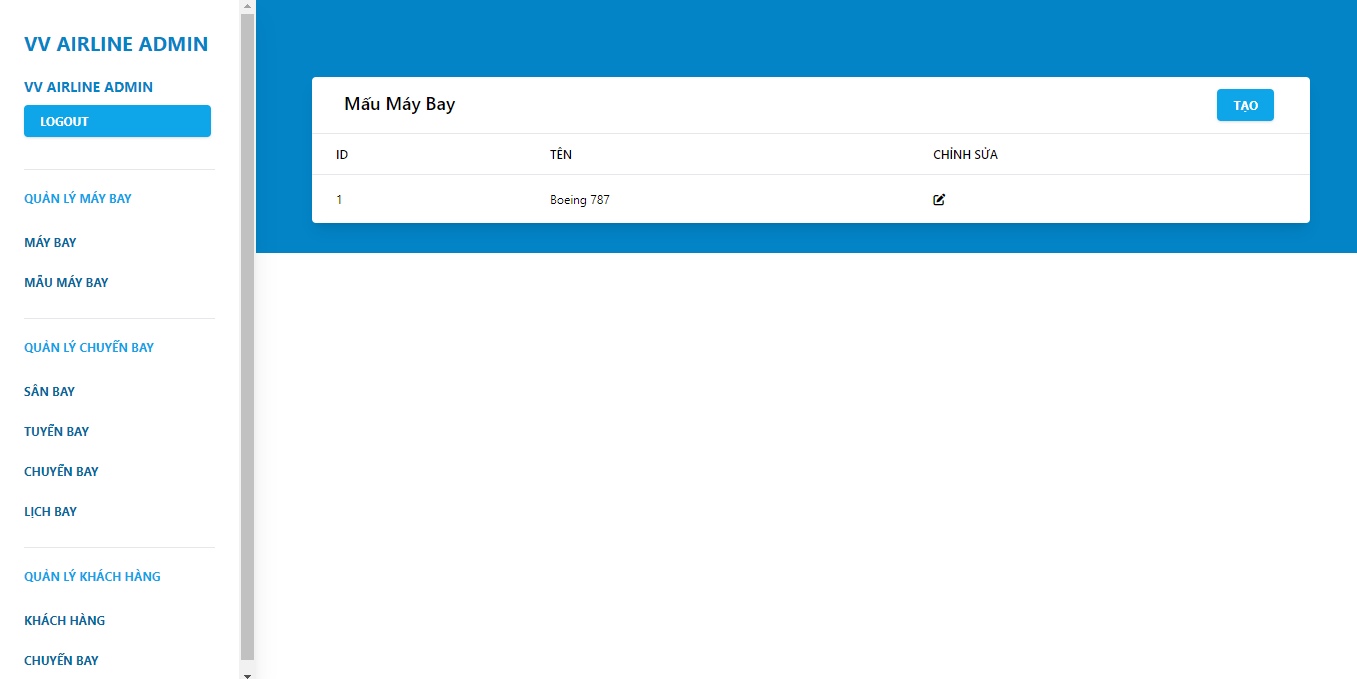 VV AIRLINE ADMIN
VV AIRLINE ADMIN
LOGOUT
QUẢN LÝ MÁY BAY
MÁY BAY
MẪU MÁY BAY
QUẢN LÝ CHUYẾN BAY
SÂN BAY
TUYẾN BAY
CHUYẾN BAY
LỊCH BAY
QUẢN LÝ KHÁCH HÀNG
KHÁCH HÀNG
CHUYẾN BAY
Mấu Máy Bay
TẠO
ID TÊN CHỈNH SỬA
1 Boeing 787